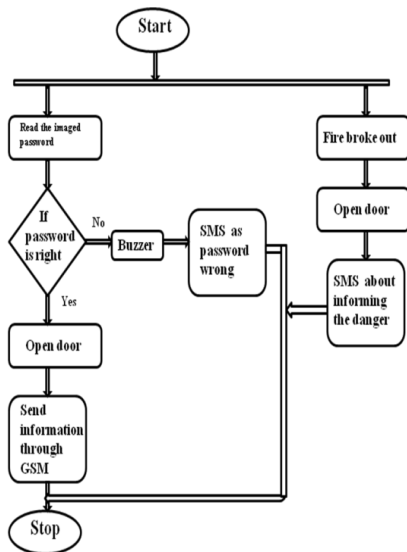 Start
Read the imaged
password
Fire broke out
If
password
is right
No
Buzzer
SMS as
password
wrong
Open door
SMS about
informing
the danger
Yes
Open door
Send
information
through
GSM
Stop